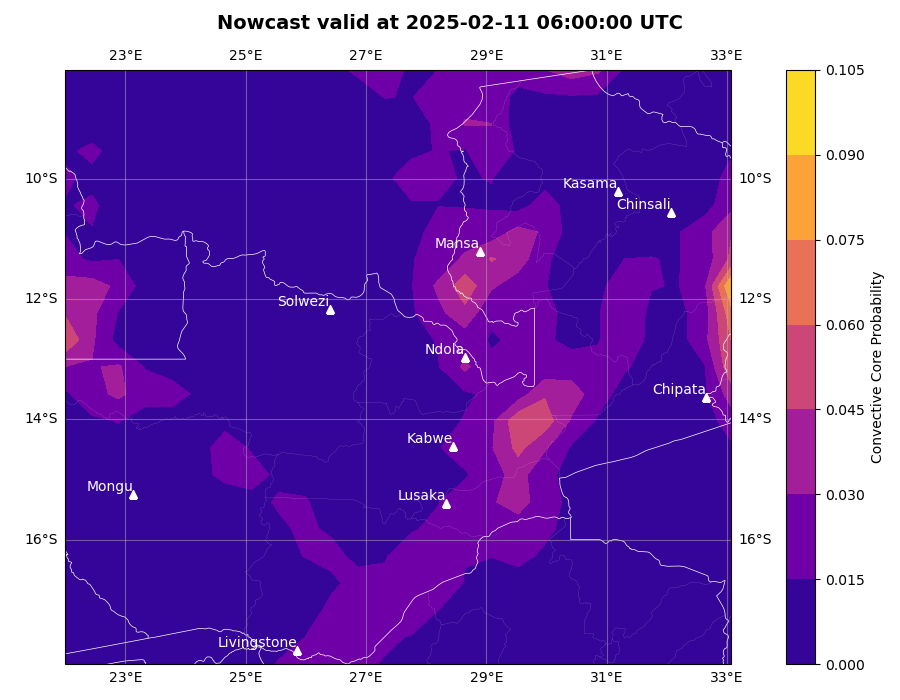 Nowcast valid at 2025-02-11 06:00:00 UTC
23°E 25°E 27°E 29°E 31°E 33°E
0.105
0.090
10°S 10°S
Kasama
Chinsali
Mansa
0.075
12°S 12°S
Solwezi
0.060
Ndola
Chipata
0.045
14°S 14°S
Kabwe
Mongu
Lusaka
0.030
16°S 16°S
0.015
Livingstone
0.000
23°E 25°E 27°E 29°E 31°E 33°E
Convective Core Probability